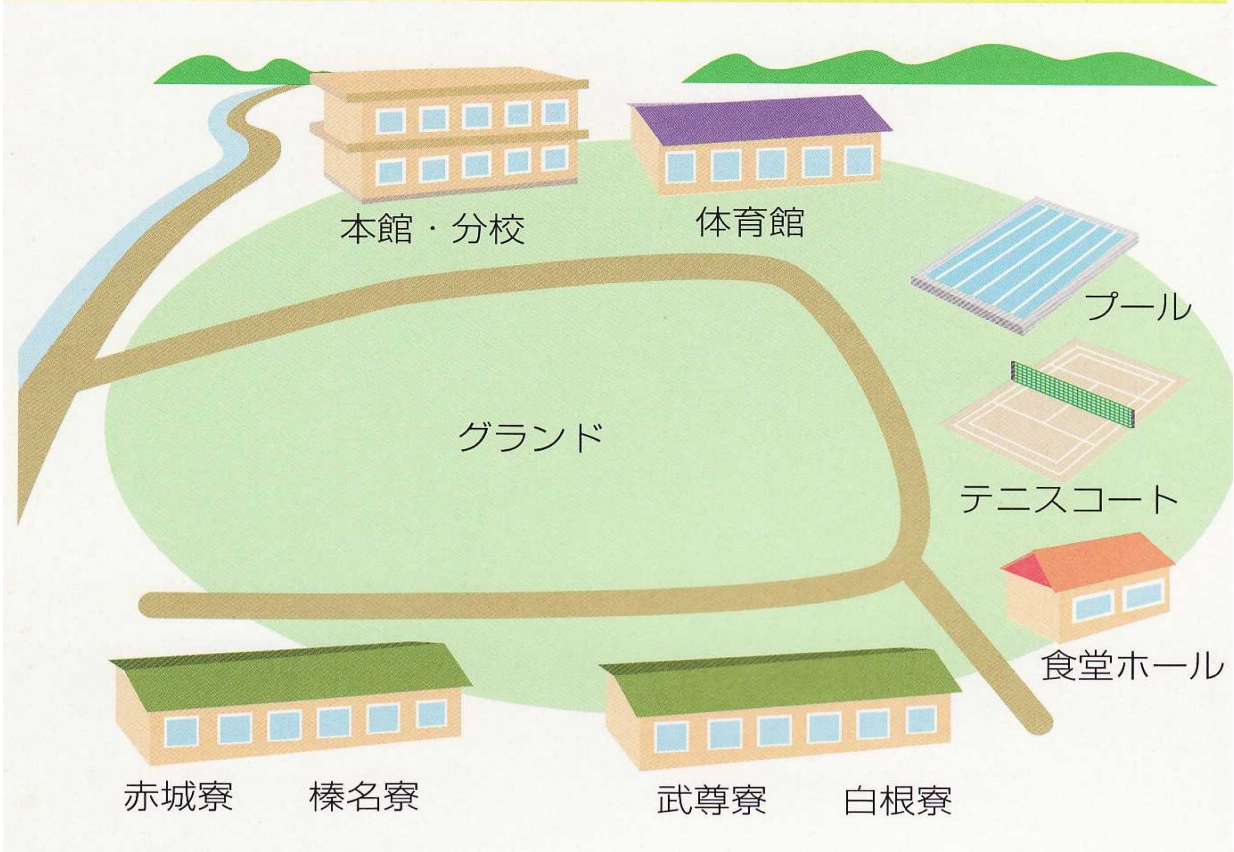 本館・分校
体育館
プール
グランド
テニスコート
食堂ホール
赤城寮 榛名寮
武尊寮 白根寮